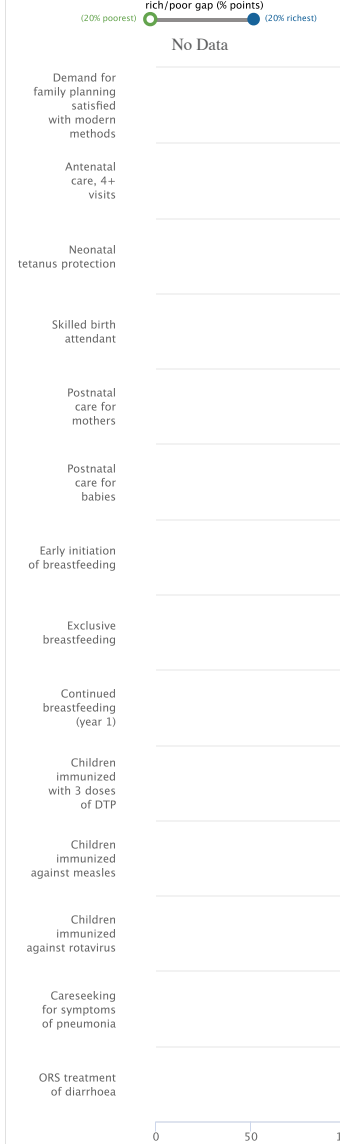 rich/poor gap (% points)
(20% poorest) (20% richest)
No Data
Demand for
family planning
satisfied
with modern
methods
Antenatal
care, 4+
visits
Neonatal
tetanus protection
Skilled birth
attendant
Postnatal
care for
mothers
Postnatal
care for
babies
Early initiation
of breastfeeding
Exclusive
breastfeeding
Continued
breastfeeding
(year 1)
Children
immunized
with 3 doses
of DTP
Children
immunized
against measles
Children
immunized
against rotavirus
Careseeking
for symptoms
of pneumonia
ORS treatment
of diarrhoea
0 50